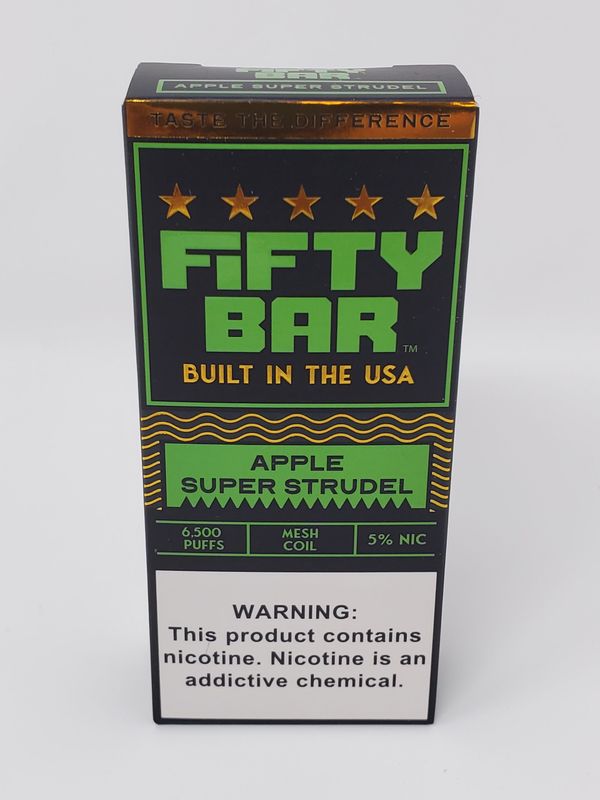 FIFTY
BAR
APPLE SUPER STRUDEL
TASTE THE DIFFERENCE
FiFTY
BAR
TM
BUILT IN THE USA
APPLE
SUPER STRUDEL
6,500
PUFFS
MESH
COIL
5% NIC
WARNING:
This product contains
nicotine. Nicotine is an
addictive chemical.